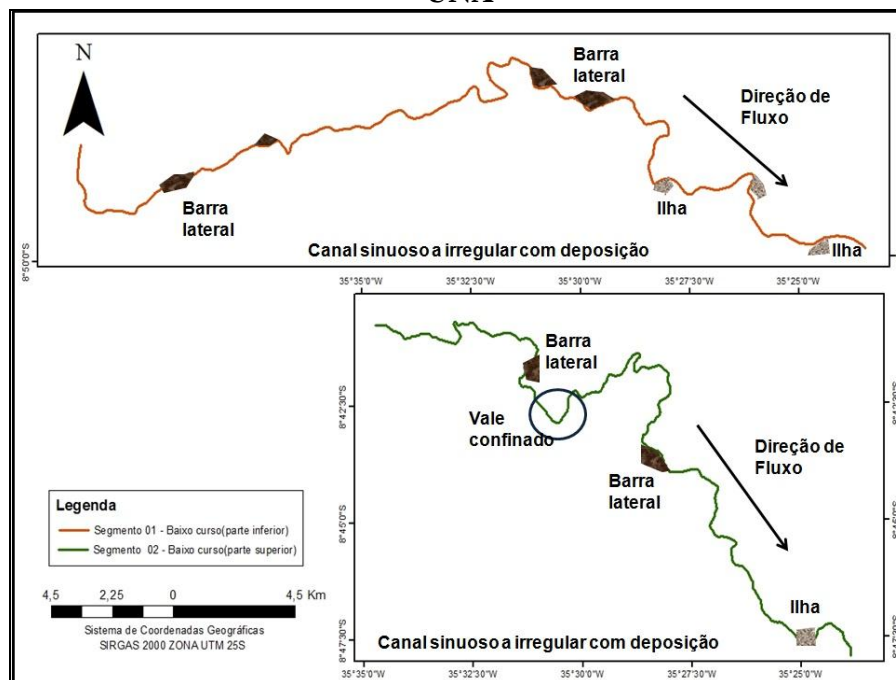 UNA
N
Barra
lateral
Direção de
Fluxo
Barra
lateral
Ilha
Ilha
Canal sinuoso a irregular com deposição
8°50'0"S
35°35'0"W
35°32'30"W
35°30'0"W
35°27'30"W
35°25'0"W
Barra
lateral
8°42'30"S
Vale
confinado
Direção de
Fluxo
Barra
lateral
Legenda
Segmento 01 - Baixo curso(parte inferior)
Segmento 02 - Baixo curso(parte superior)
8°45'0"S
4,5 2,25 0 4,5 Km
Sistema de Coordenadas Geográficas
SIRGAS 2000 ZONA UTM 25S
Ilha
8°47'30"S
8°47'30"S
Canal sinuoso a irregular com deposição
35°35'0"W
35°32'30"W
35°30'0"W
35°27'30"W
35°25'0"W